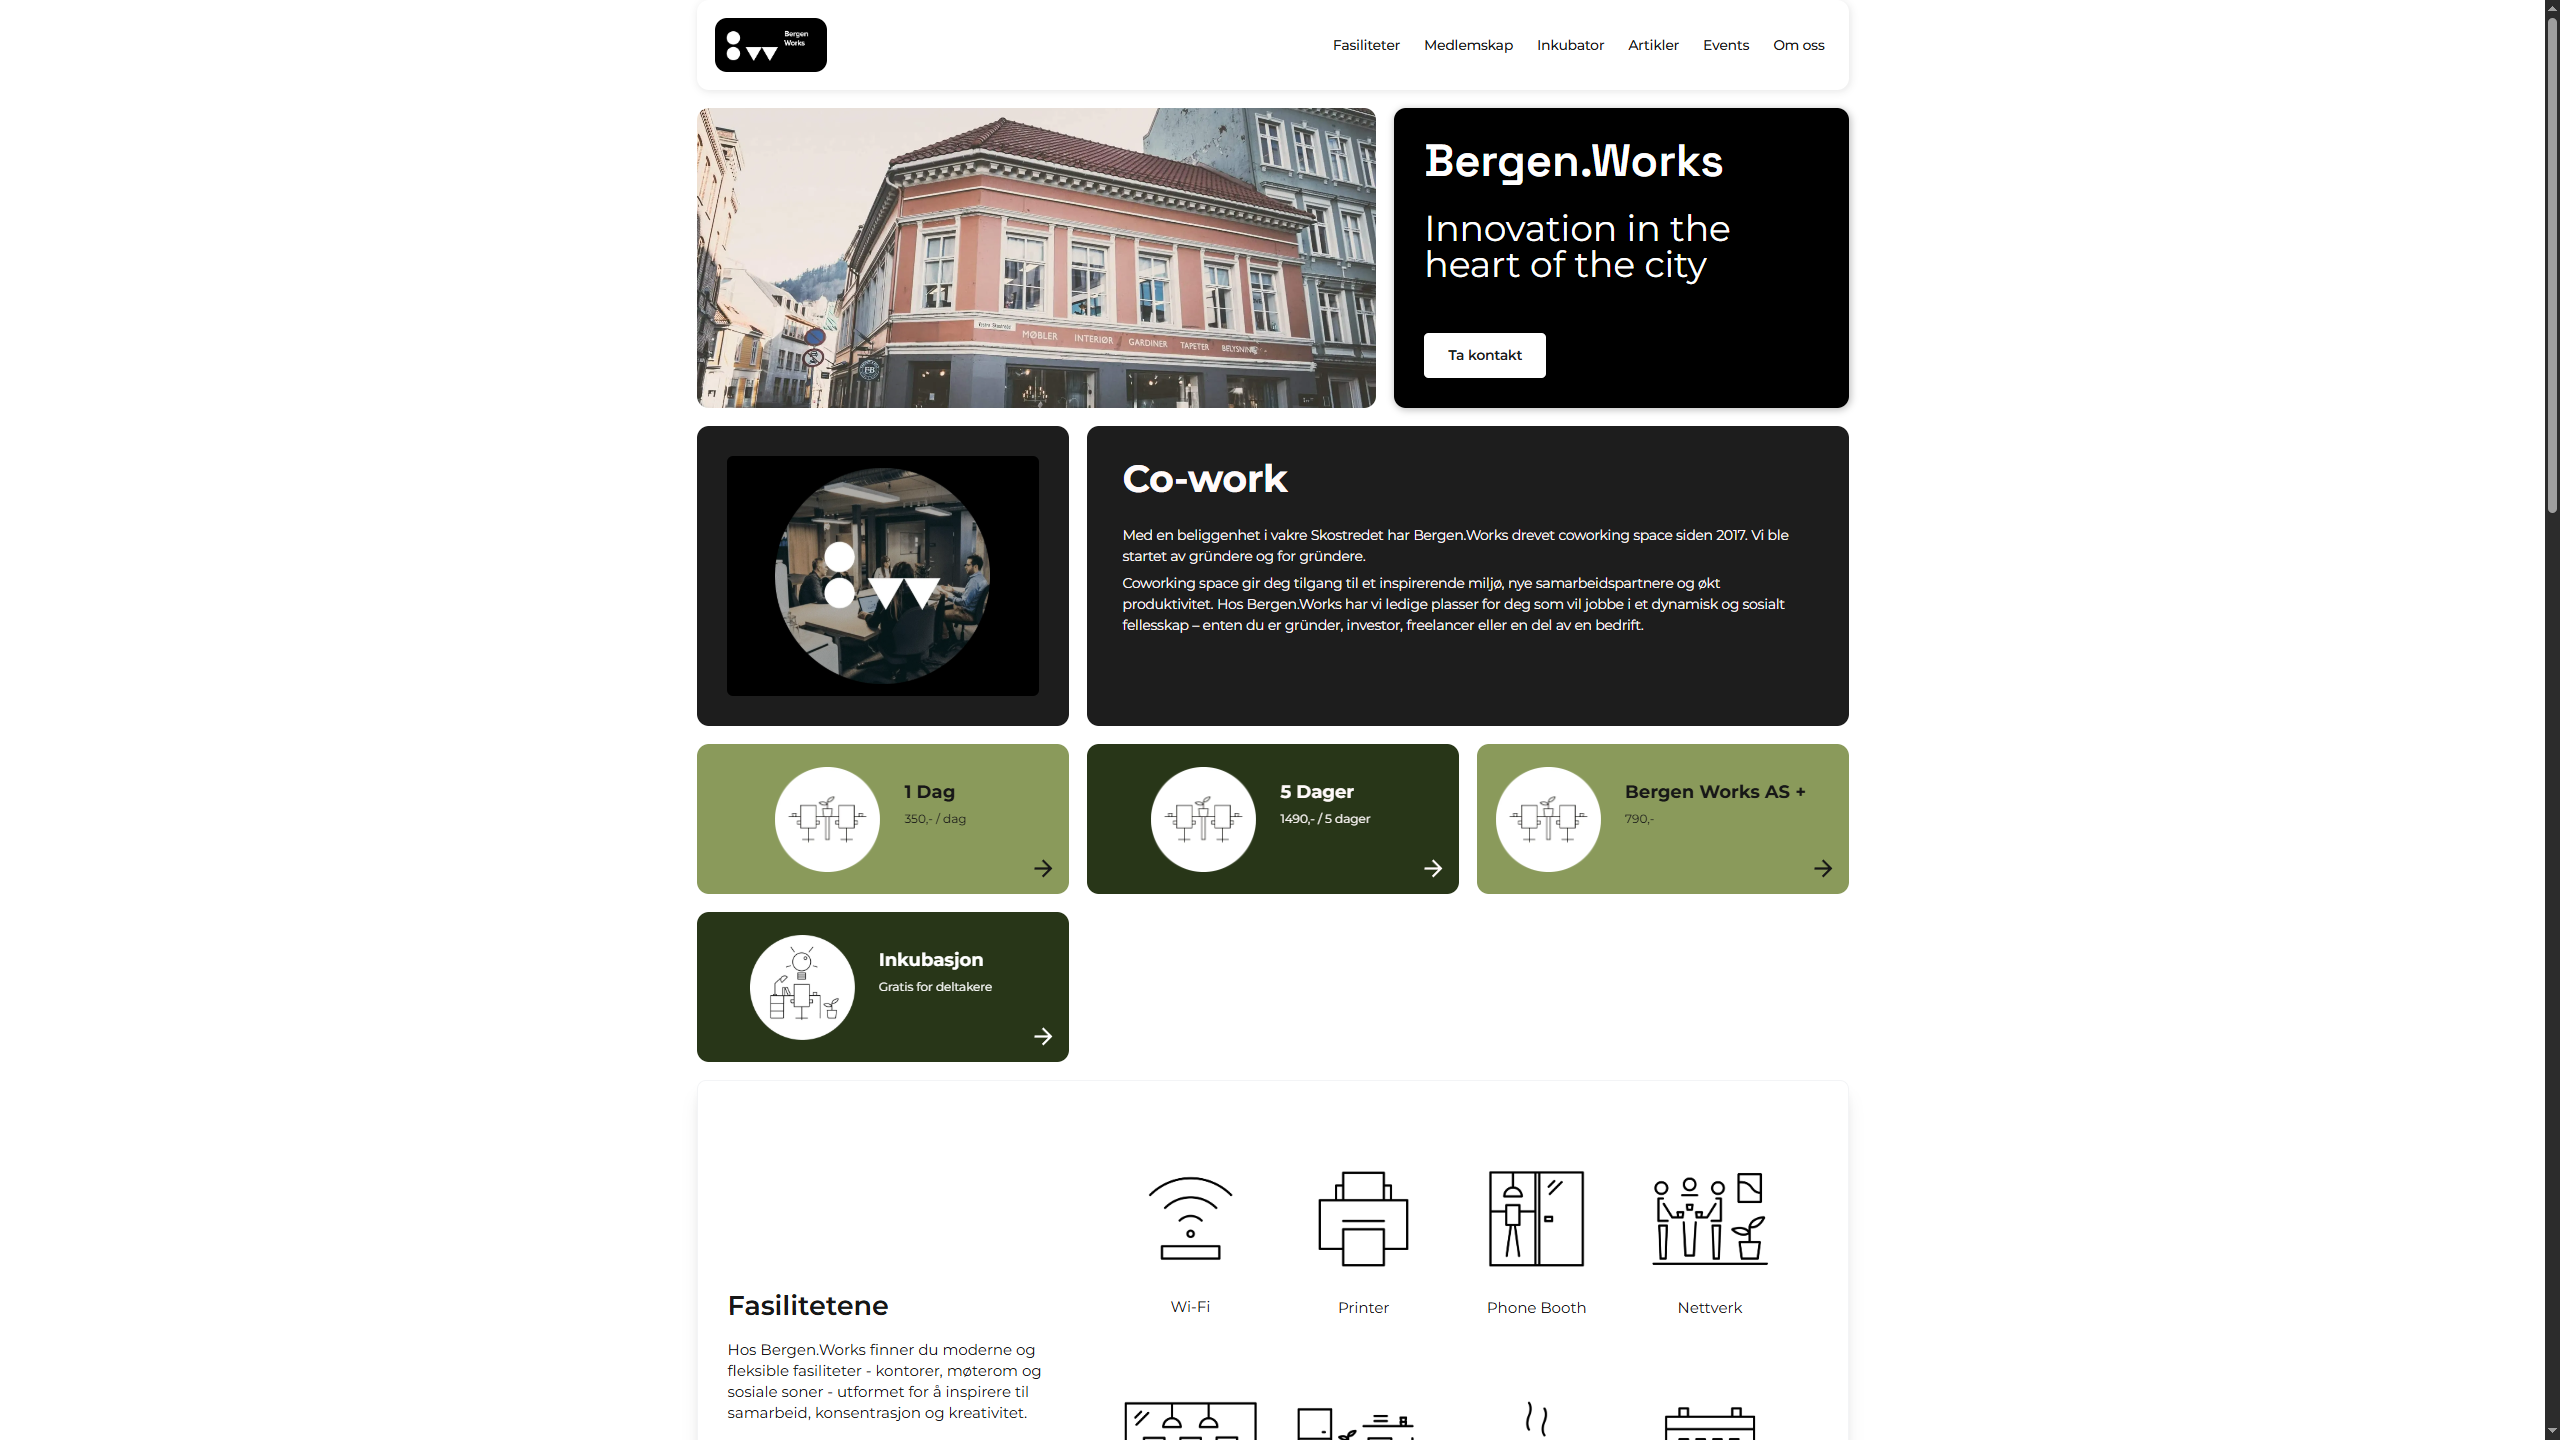 Bergen
Works
Fasiliteter Medlemskap Inkubator Artikler Events Om oss
MØBLER INTERIØR GARDINER TAPETER BELYSNING
Bergen.Works
Innovation in the
heart of the city
Ta kontakt
Co-work
Med en beliggenhet i vakre Skostredet har Bergen.Works drevet coworking space siden 2017. Vi ble
startet av gründere og for gründere.
Coworking space gir deg tilgang til et inspirerende miljø, nye samarbeidspartnere og økt
produktivitet. Hos Bergen.Works har vi ledige plasser for deg som vil jobbe i et dynamisk og sosialt
fellesskap – enten du er gründer, investor, freelancer eller en del av en bedrift.
1 Dag
350,- / dag
5 Dager
1490,- / 5 dager
Bergen Works AS +
790,-
Inkubasjon
Gratis for deltakere
Wi-Fi
Printer
Phone Booth
Nettverk
Fasilitetene
Hos Bergen.Works finner du moderne og
fleksible fasiliteter - kontorer, møterom og
sosiale soner - utformet for å inspirere til
samarbeid, konsentrasjon og kreativitet.